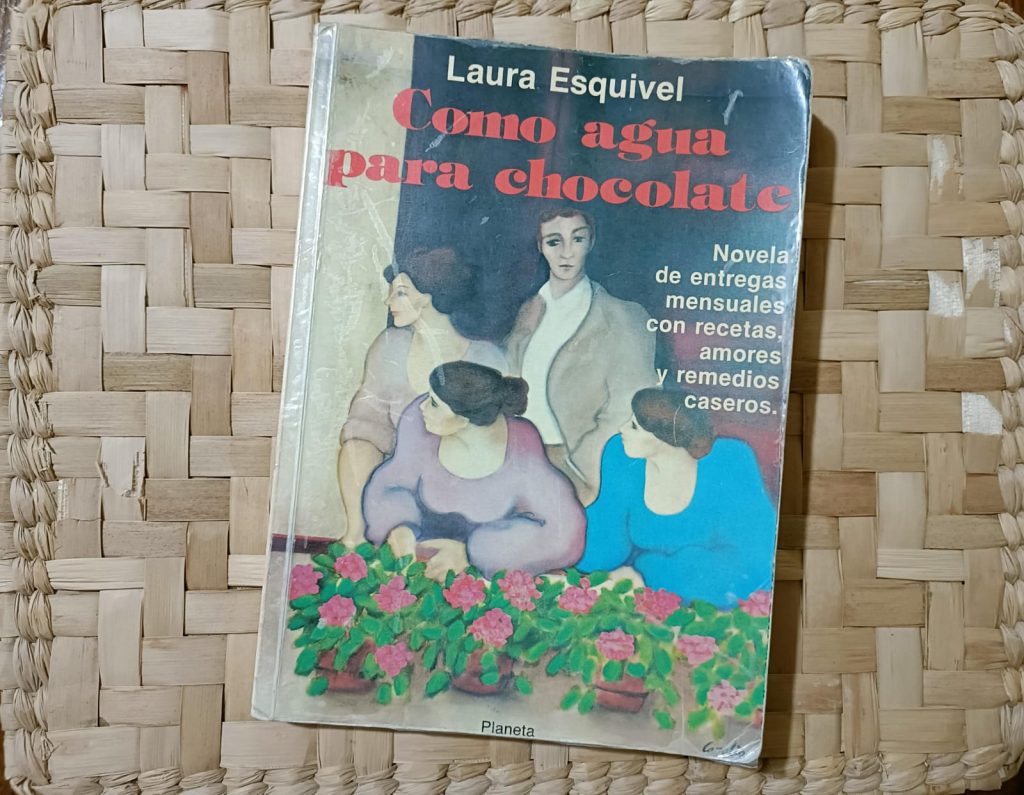 Laura Esquivel
Como agua
para chocolate
Novela
de entregas
mensuales
con recetas,
amores
y remedios
caseros.
Planeta